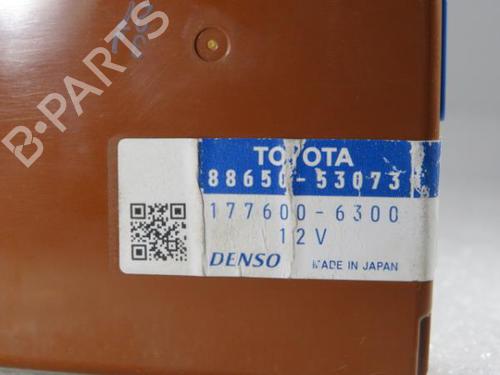 B-PARTS
TOYOTA
88650-53073
177600-6300
12V
DENSO MADE IN JAPAN